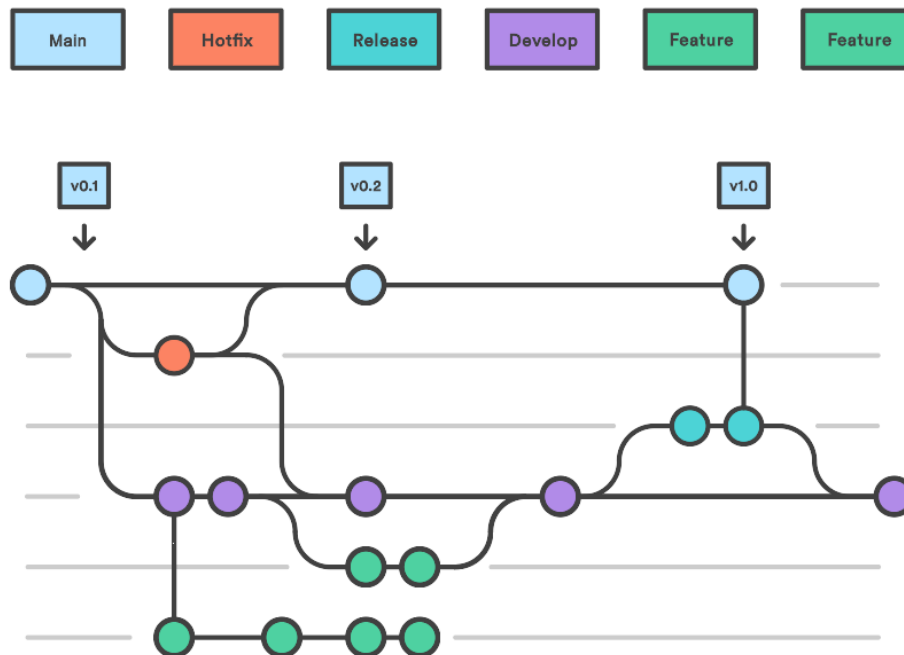 Main
Hotfix
Release
Develop
Feature
Feature
v0.1
v0.2
v1.0